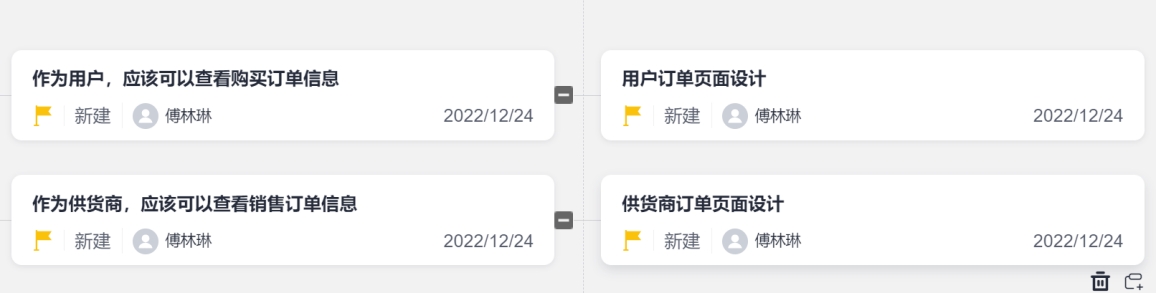 作为用户，应该可以查看购买订单信息
新建 傅林琳 2022/12/24
用户订单页面设计
新建 傅林琳 2022/12/24
作为供货商，应该可以查看销售订单信息
新建 傅林琳 2022/12/24
供货商订单页面设计
新建 傅林琳 2022/12/24